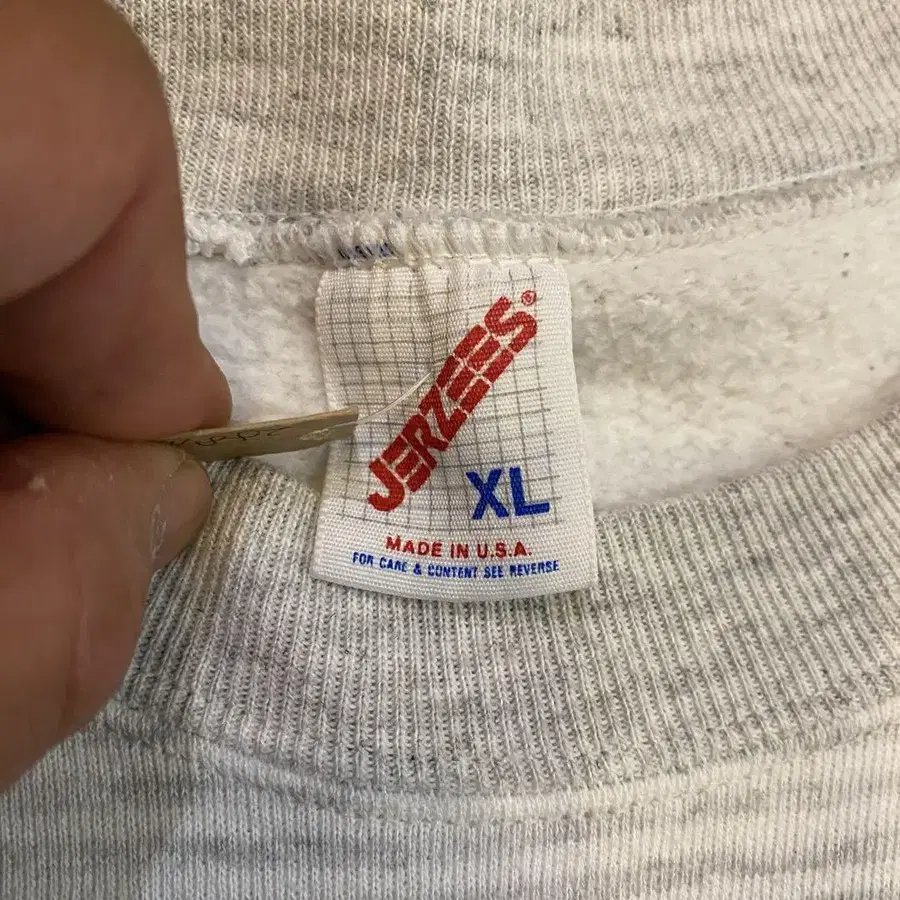 JERZEES®
XL
MADE IN U.S.A.
FOR CARE & CONTENT SEE REVERSE